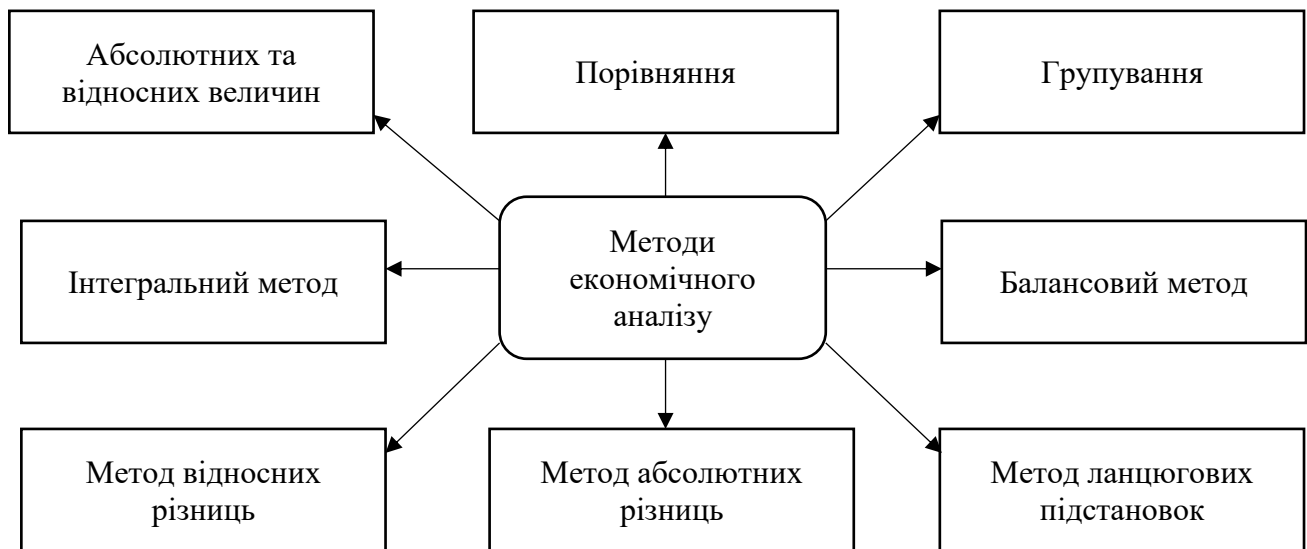 Абсолютних та
відносних величин
Порівняння
Групування
Інтегральний метод
Методи
економічного
аналізу
Балансовий метод
Метод відносних
різниць
Метод абсолютних
різниць
Метод ланцюгових
підстановок